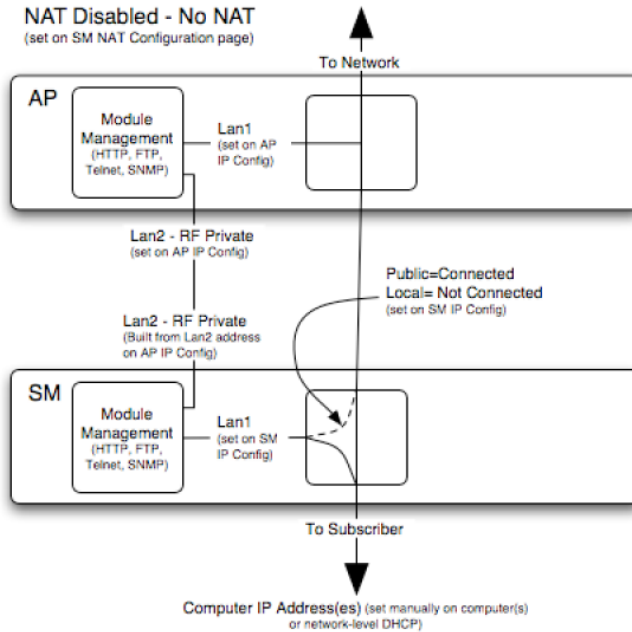 NAT Disabled - No NAT
(set on SM NAT Configuration page)
To Network
AP
Module
Management
(HTTP, FTP,
Telnet, SNMP)
Lan1
(set on AP
IP Config)
Lan2 - RF Private
(set on AP IP Config)
Public=Connected
Local= Not Connected
(set on SM IP Config)
Lan2 - RF Private
(Built from Lan2 address
on AP IP Config)
SM
Module
Management
(HTTP, FTP,
Telnet, SNMP)
Lan1
(set on SM
IP Config)
To Subscriber
Computer IP Address(es) (set manually on computer(s)
or network-level DHCP)